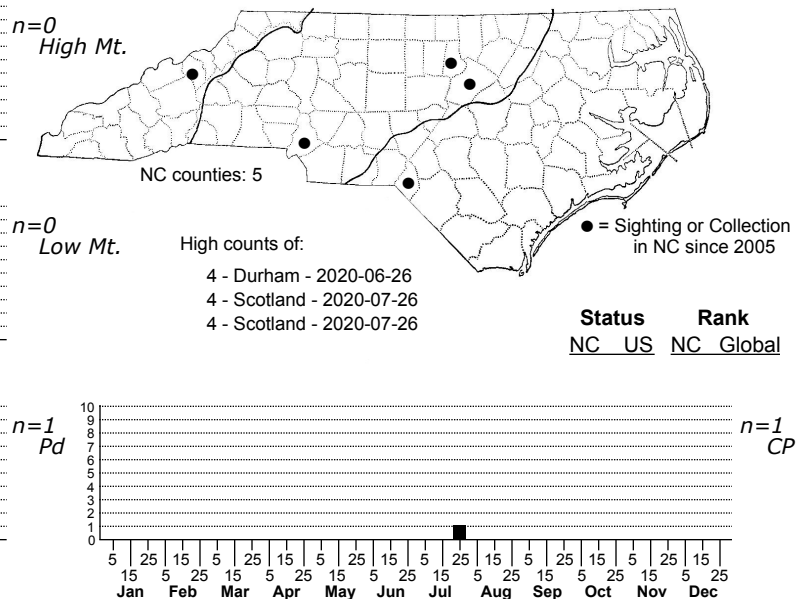 n=0
High Mt.
NC counties: 5
● = Sighting or Collection
in NC since 2005
n=0
Low Mt.
High counts of:
4 - Durham - 2020-06-26
4 - Scotland - 2020-07-26
4 - Scotland - 2020-07-26
Status Rank
NC US NC Global
n=1
Pd
n=1
CP
10
9
8
7
6
5
4
3
2
1
0
5 25 15 5 25 15 5 25 15 5 25 15 5 25 15 5 25 15
15 5 25 15 5 25 15 5 25 15 5 25 15 5 25 15 5 25
Jan Feb Mar Apr May Jun Jul Aug Sep Oct Nov Dec